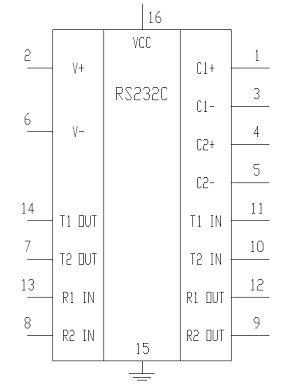 16
VCC
2 V+ C1+ 1
RS232C
C1- 3
6 V- C2+ 4
C2- 5
14 T1 OUT T1 IN 11
7 T2 OUT T2 IN 10
13 R1 IN R1 OUT 12
8 R2 IN R2 OUT 9
15